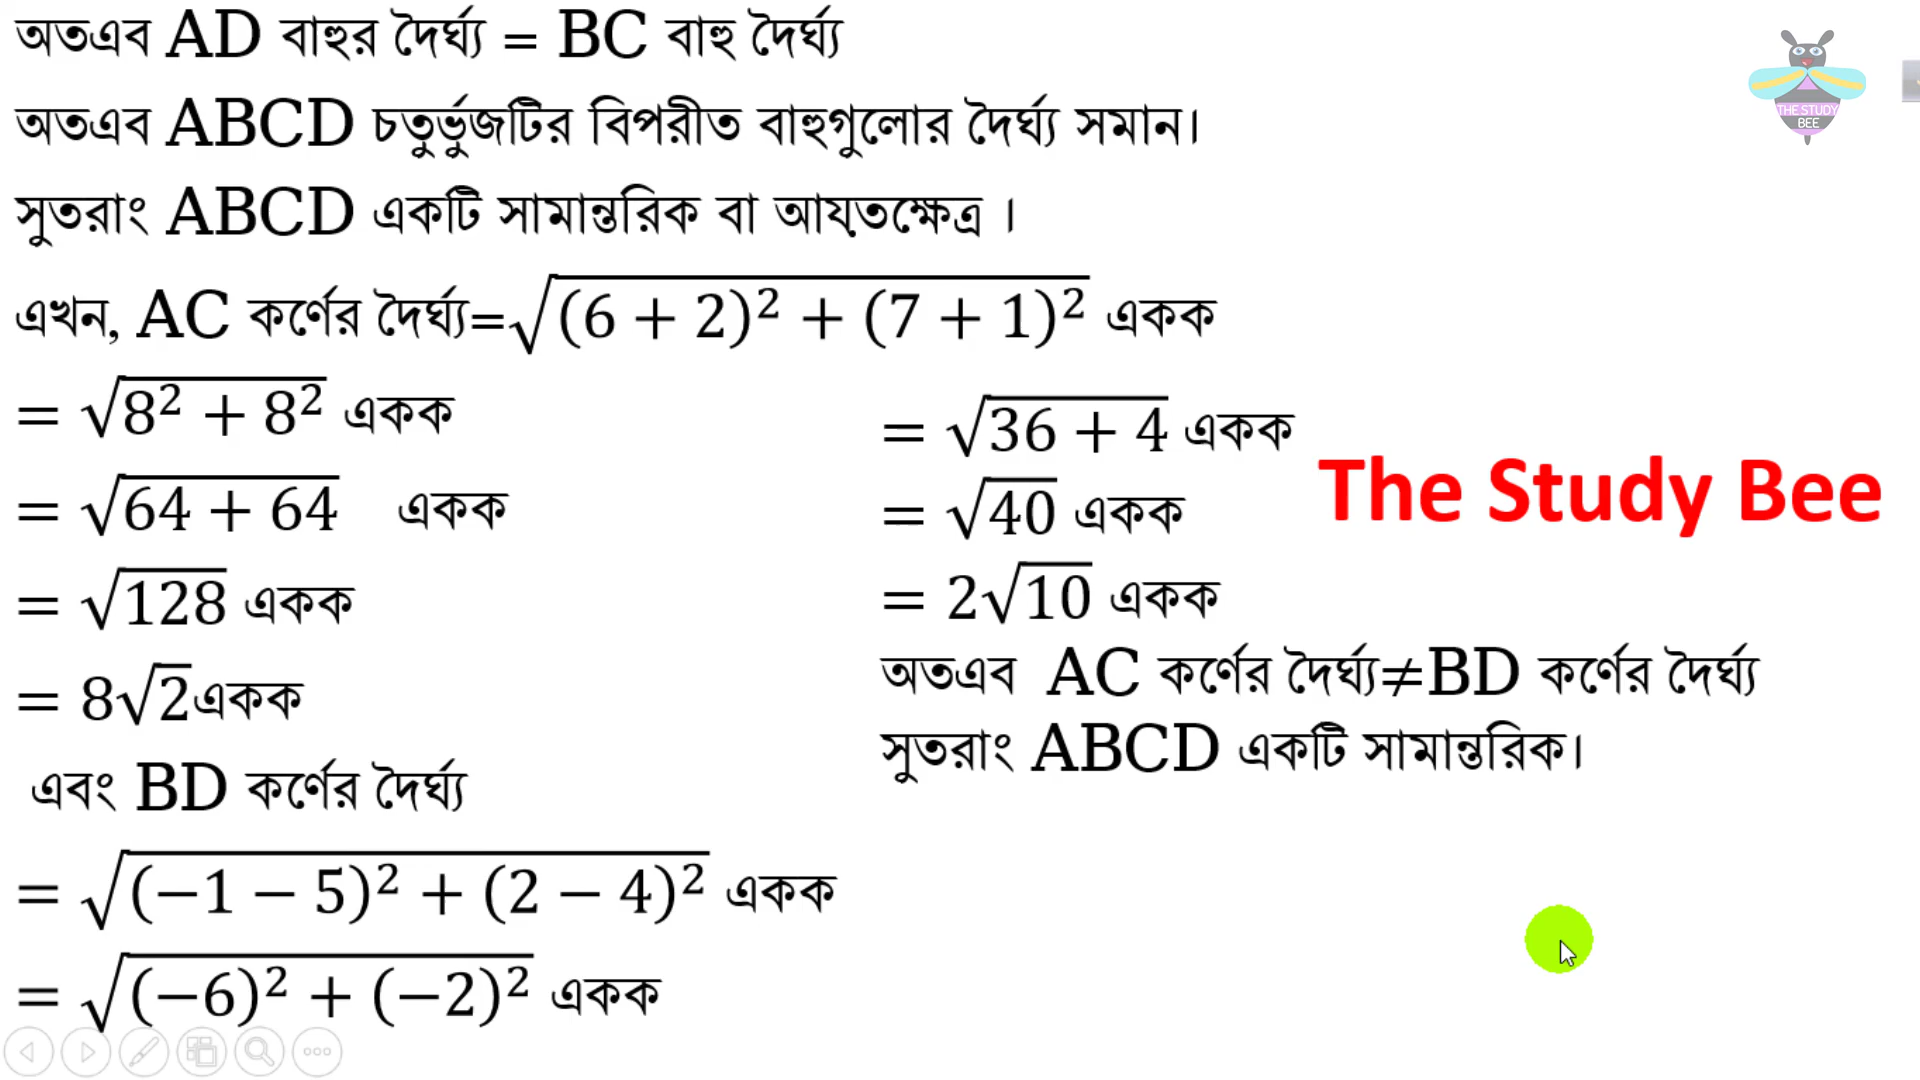 অতএব AD বাহুর দৈর্ঘ্য = BC বাহু দৈর্ঘ্য
অতএব ABCD চতুর্ভুজটির বিপরীত বাহুগুলোর দৈর্ঘ্য সমান।
সুতরাং ABCD একটি সামান্তরিক বা আয়তক্ষেত্র ।
এখন, AC কর্ণের দৈর্ঘ্য=√((6 + 2)² + (7 + 1)²) একক
= √(8² + 8²) একক
= √(64 + 64) একক
= √128 একক
= 8√2একক
এবং BD কর্ণের দৈর্ঘ্য
= √((−1 − 5)² + (2 − 4)²) একক
= √((−6)² + (−2)²) একক
= √(36 + 4) একক
= √40 একক
= 2√10 একক
অতএব AC কর্ণের দৈর্ঘ্য≠BD কর্ণের দৈর্ঘ্য
সুতরাং ABCD একটি সামান্তরিক।
The Study Bee
THE STUDY
BEE